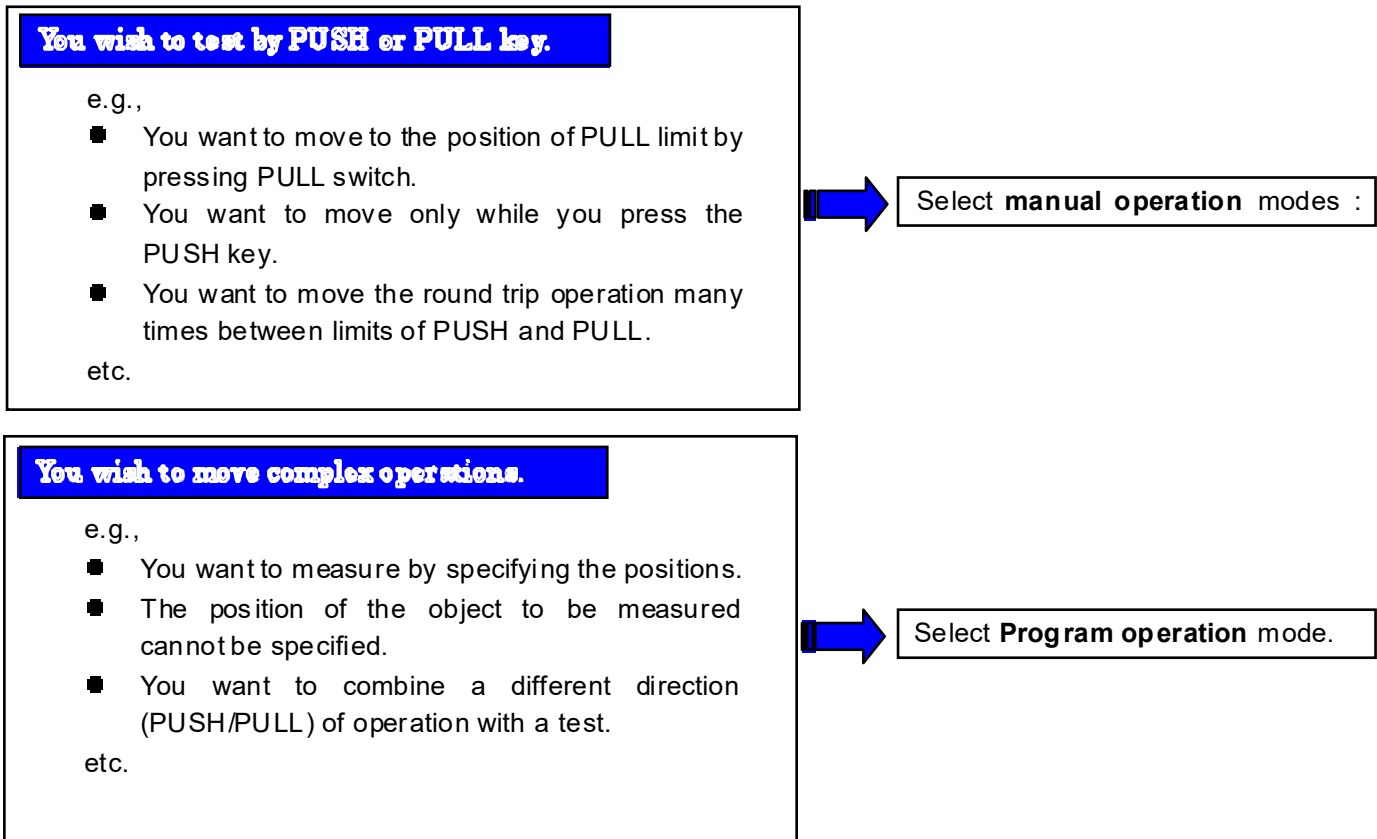 You wish to test by PUSH or PULL key.
e.g.,
You want to move to the position of PULL limit by
pressing PULL switch.
You want to move only while you press the
PUSH key.
You want to move the round trip operation many
times between limits of PUSH and PULL.
etc.
Select manual operation modes :
You wish to move complex operations.
e.g.,
You want to measure by specifying the positions.
The position of the object to be measured
cannot be specified.
You want to combine a different direction
(PUSH/PULL) of operation with a test.
etc.
Select Program operation mode.